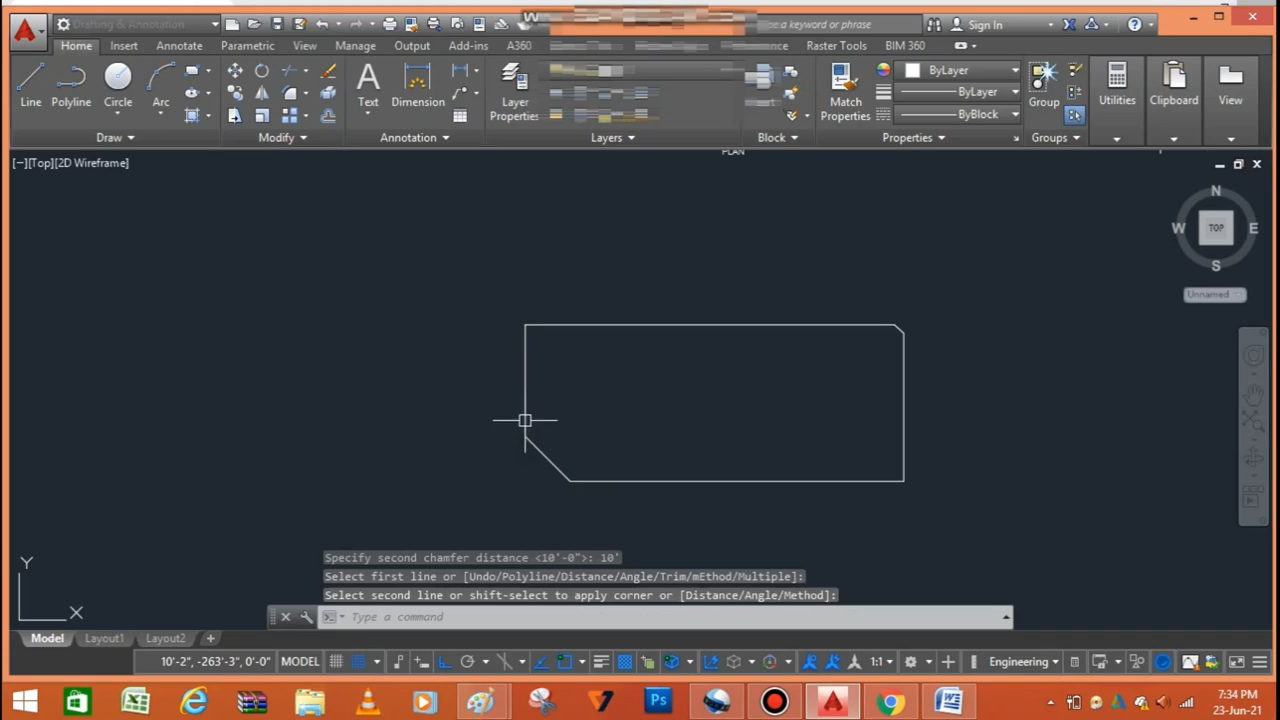 Drafting & Annotation
Type a keyword or phrase
Sign In
Home Insert Annotate Parametric View Manage Output Add-ins A360 Raster Tools BIM 360
Line Polyline Circle Arc Text Dimension Layer Properties Match Properties Group Utilities Clipboard View
ByLayer
ByLayer
ByBlock
Draw Modify Annotation Layers Block Properties Groups
[−][Top][2D Wireframe]
PLAN
N
W TOP E
S
Unnamed
Specify second chamfer distance <10'-0">: 10'
Select first line or [Undo/Polyline/Distance/Angle/Trim/mEthod/Multiple]:
Select second line or shift-select to apply corner or [Distance/Angle/Method]:
Type a command
Y
X
Model Layout1 Layout2 +
10'-2", -263'-3", 0'-0" MODEL 1:1 Engineering
Ps
7:34 PM
23-Jun-21